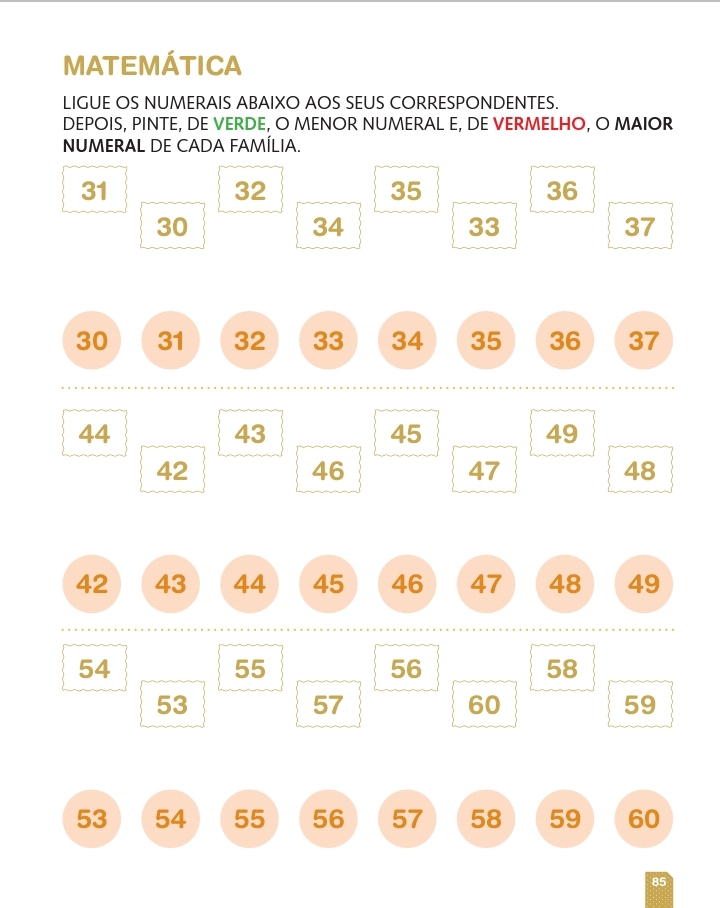 MATEMÁTICA
LIGUE OS NUMERAIS ABAIXO AOS SEUS CORRESPONDENTES.
DEPOIS, PINTE, DE VERDE, O MENOR NUMERAL E, DE VERMELHO, O MAIOR
NUMERAL DE CADA FAMÍLIA.
31 32 35 36
30 34 33 37
30 31 32 33 34 35 36 37
44 43 45 49
42 46 47 48
42 43 44 45 46 47 48 49
54 55 56 58
53 57 60 59
53 54 55 56 57 58 59 60
85